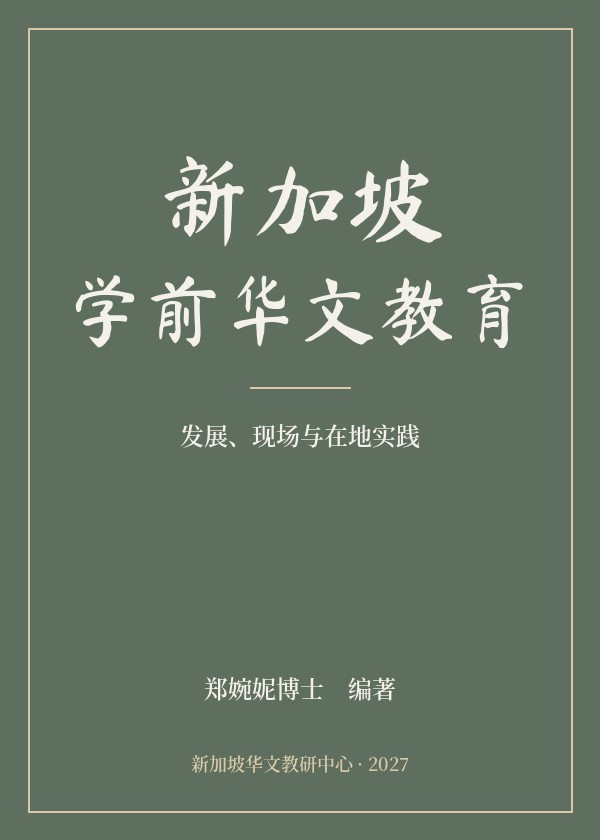 新加坡
学前华文教育
发展、现场与在地实践
郑婉妮博士　编著
新加坡华文教研中心 · 2027